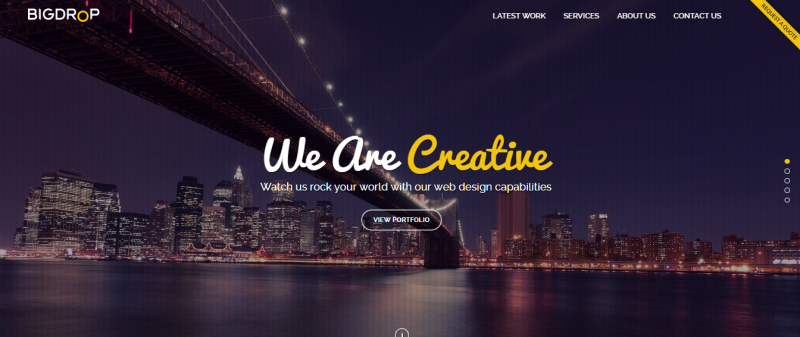 BIGDROP
LATEST WORK
SERVICES
ABOUT US
CONTACT US
REQUEST A QUOTE
We Are Creative
Watch us rock your world with our web design capabilities
VIEW PORTFOLIO